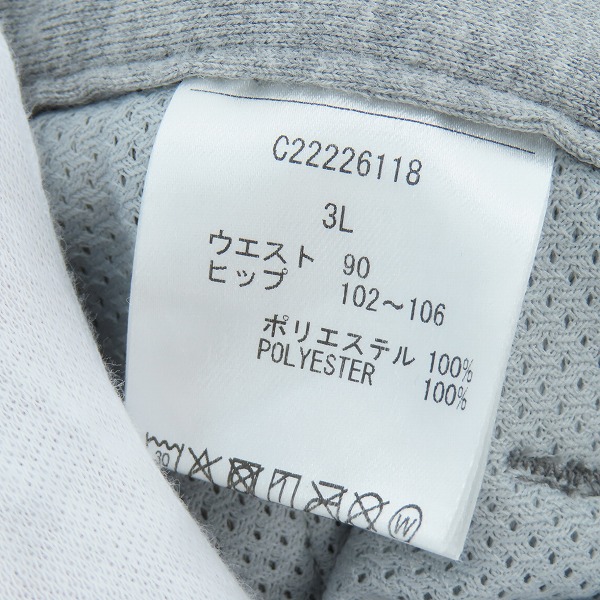 C22226118
3L
ウエスト 90
ヒップ 102～106
ポリエステル 100%
POLYESTER 100%
30 W